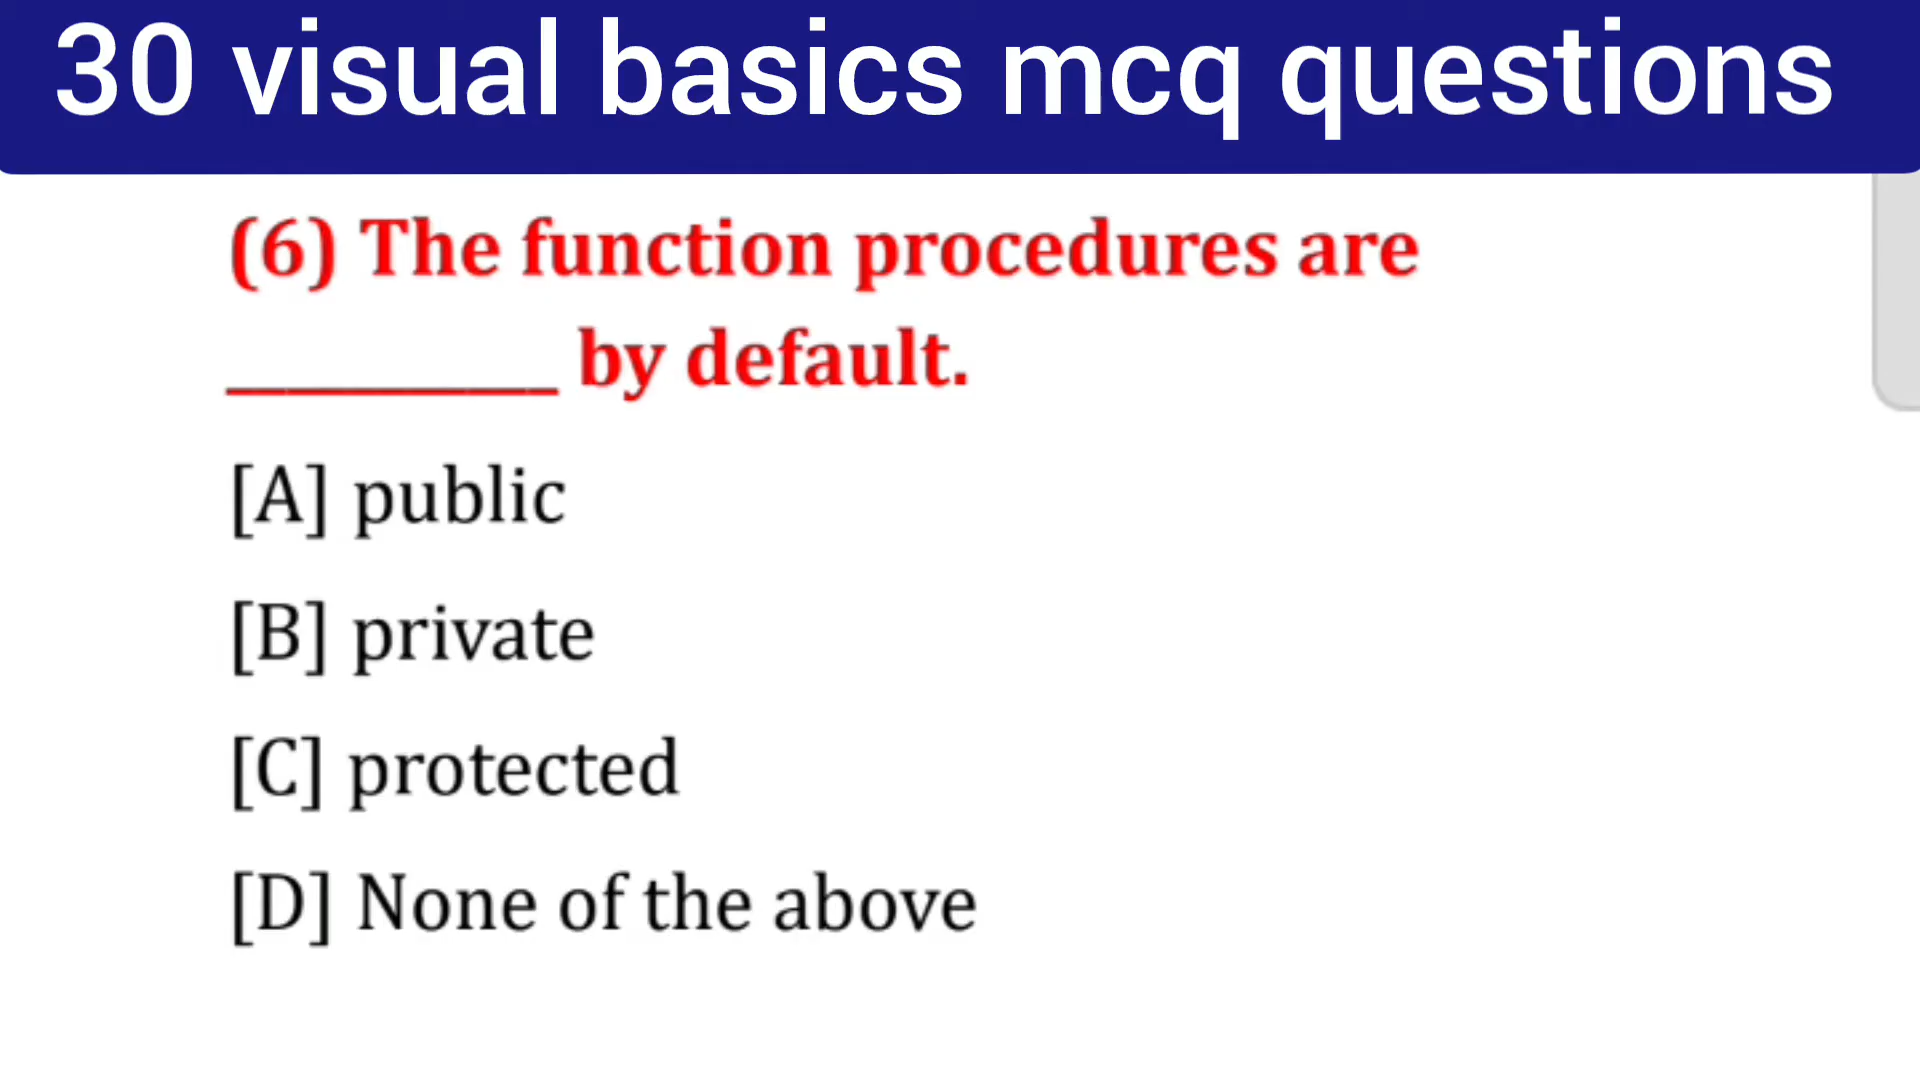 30 visual basics mcq questions
(6) The function procedures are
___________ by default.
[A] public
[B] private
[C] protected
[D] None of the above